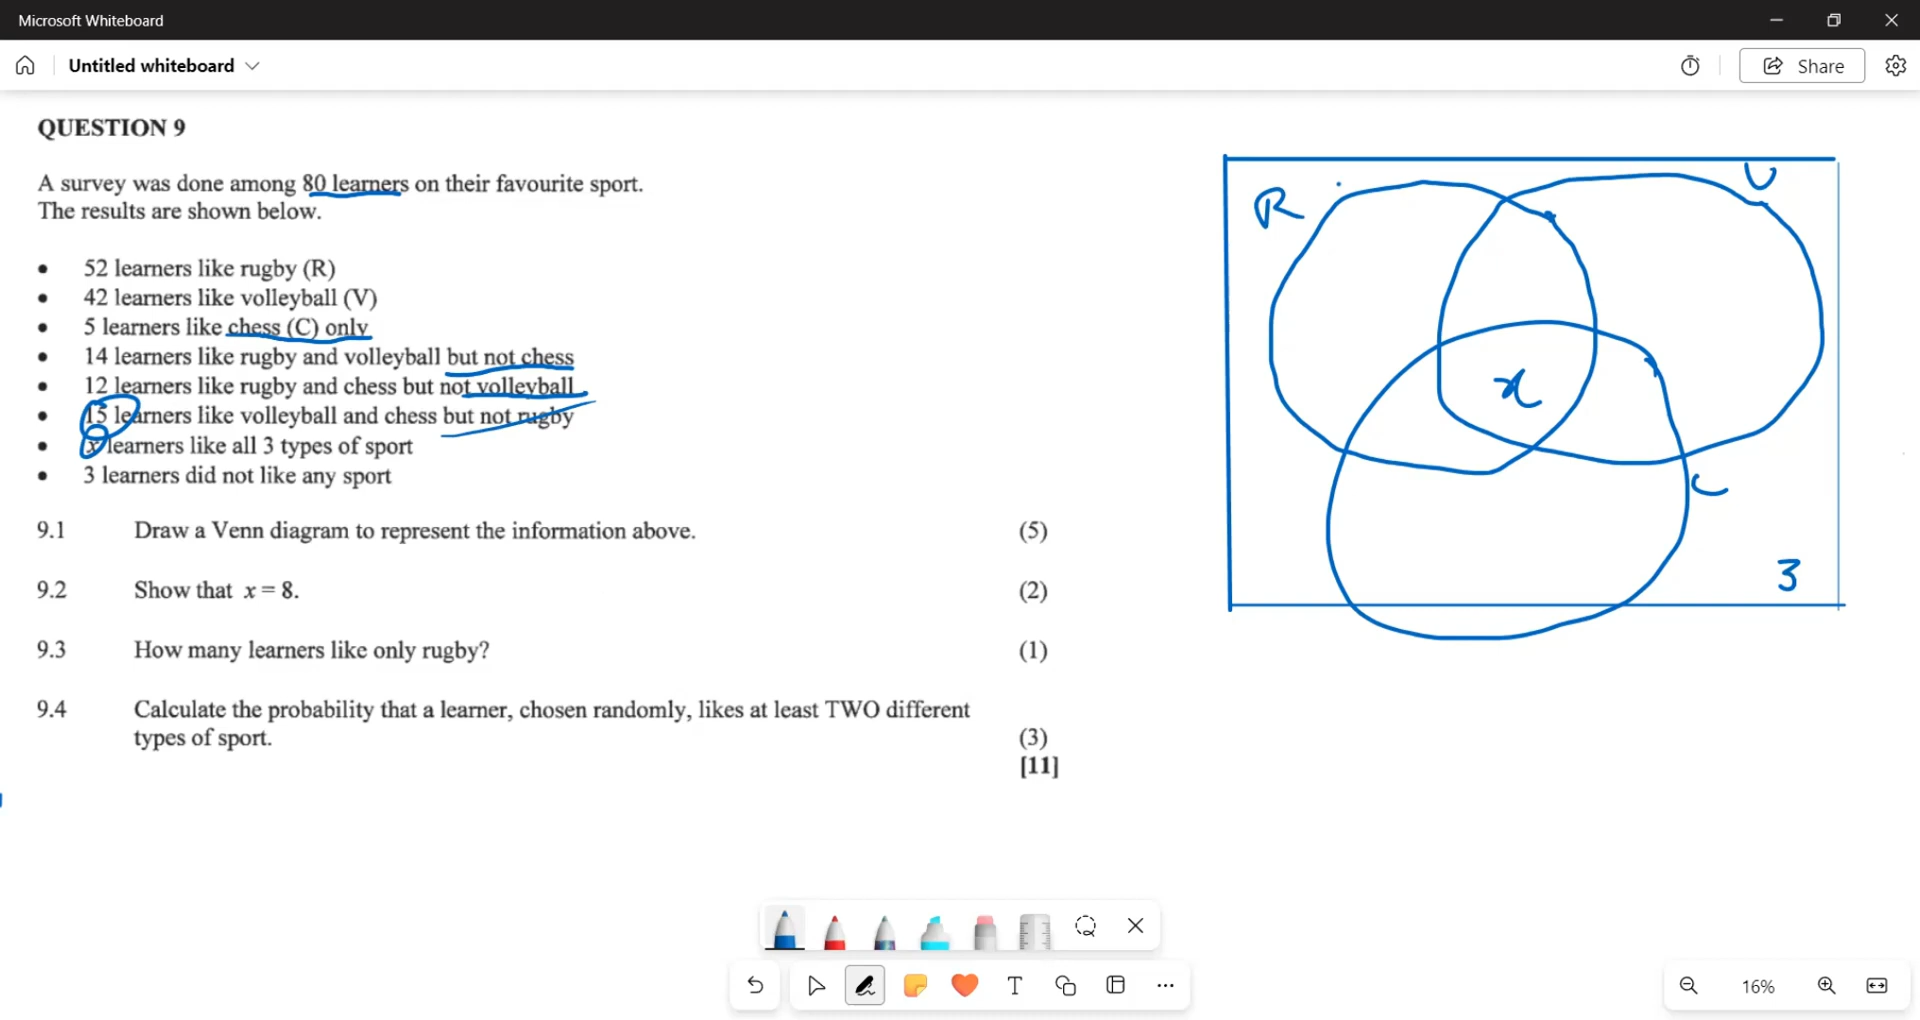 Microsoft Whiteboard
Untitled whiteboard
Share
QUESTION 9
A survey was done among 80 learners on their favourite sport.
The results are shown below.
• 52 learners like rugby (R)
• 42 learners like volleyball (V)
• 5 learners like chess (C) only
• 14 learners like rugby and volleyball but not chess
• 12 learners like rugby and chess but not volleyball
• 15 learners like volleyball and chess but not rugby
• x learners like all 3 types of sport
• 3 learners did not like any sport
9.1 Draw a Venn diagram to represent the information above. (5)
9.2 Show that x = 8. (2)
9.3 How many learners like only rugby? (1)
9.4 Calculate the probability that a learner, chosen randomly, likes at least TWO different
types of sport. (3)
[11]
R
V
x
C
3
T
16%